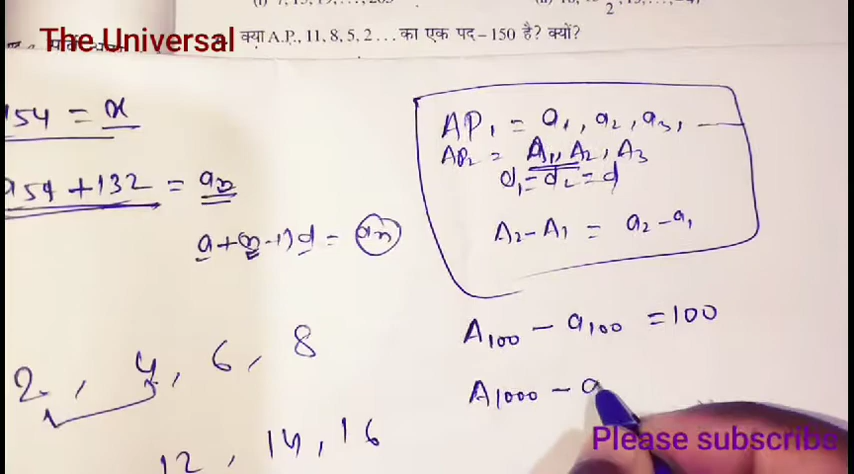 The Universal
क्या A.P., 11, 8, 5, 2 ... का एक पद – 150 है? क्यों?
54 = x
54 + 132 = an
a + (n - 1) d = an
2, 4, 6, 8
12, 14, 16
AP1 = a1, a2, a3,
AP2 = A1, A2, A3
d1 = d2 = d
A2 - A1 = a2 - a1
A100 - a100 = 100
A1000 - a
Please subscribe